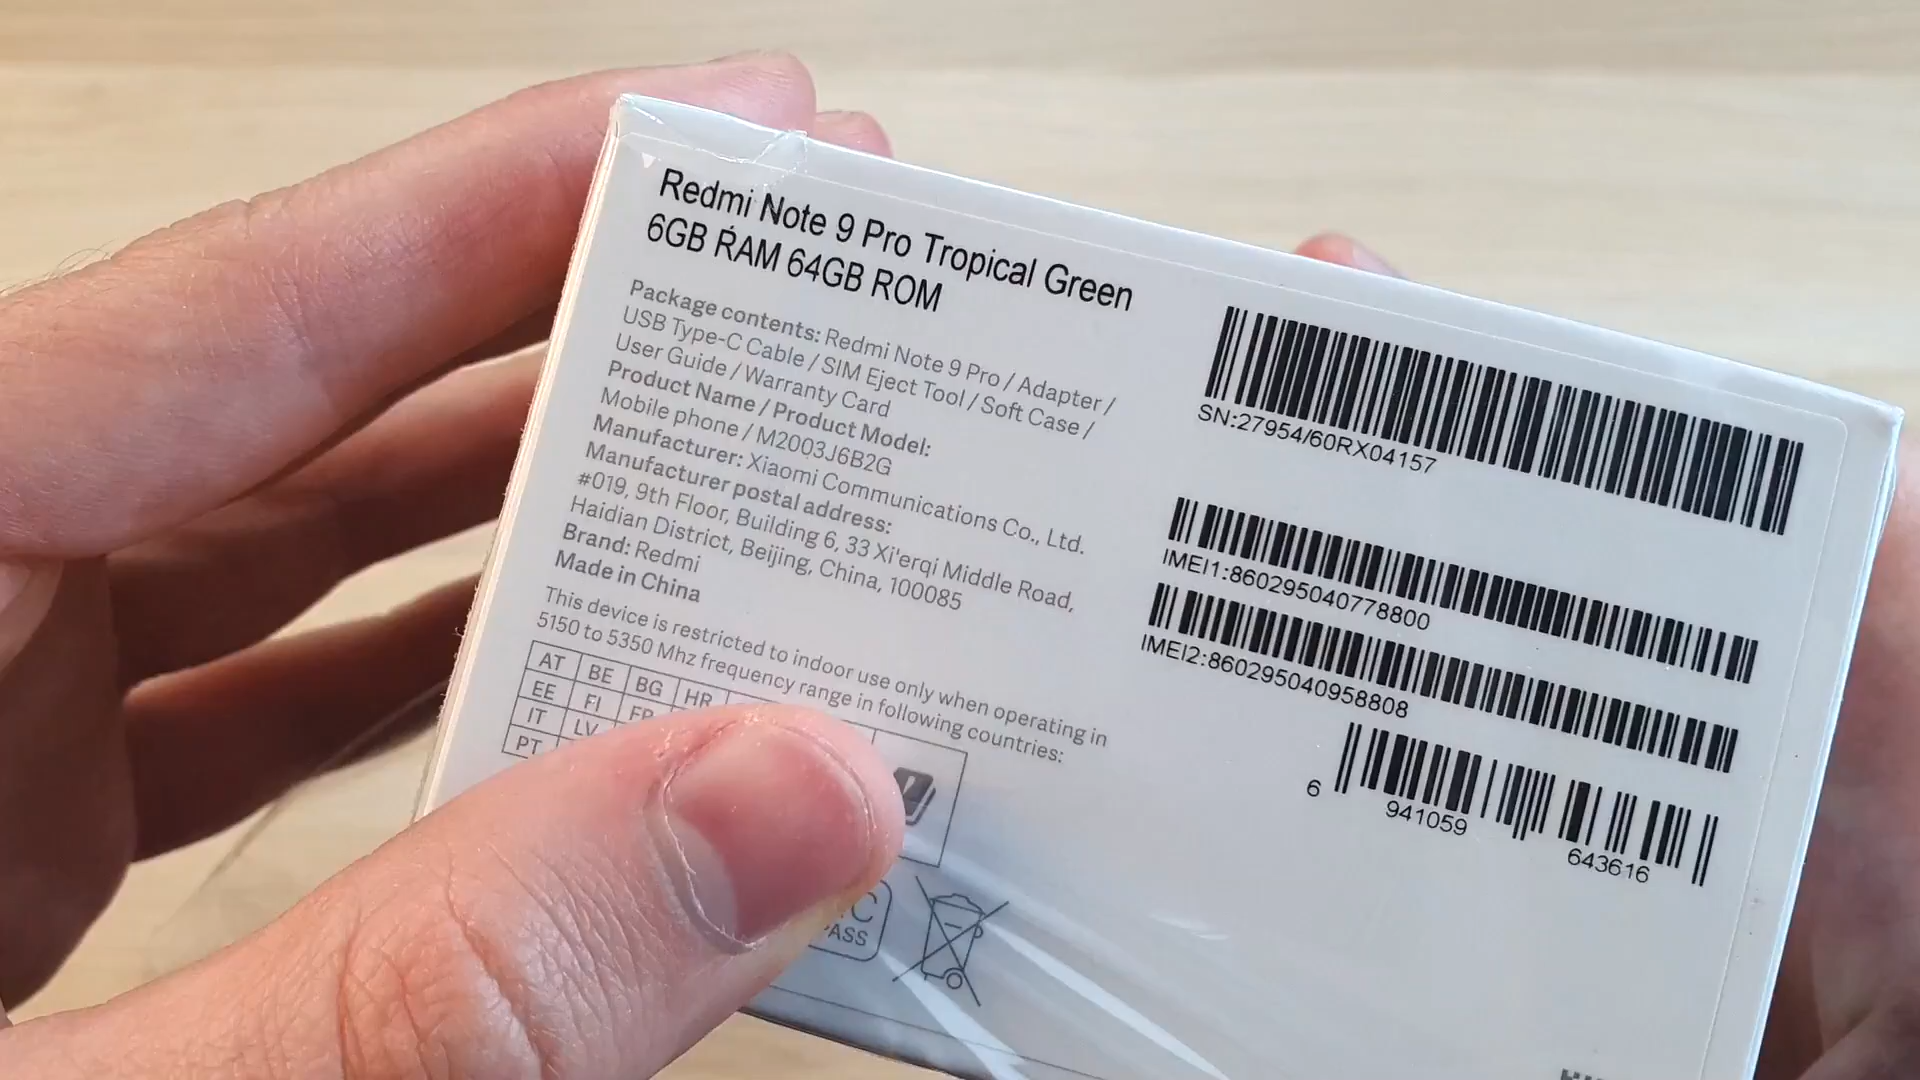 Redmi Note 9 Pro Tropical Green
6GB RAM 64GB ROM
Package contents: Redmi Note 9 Pro / Adapter /
USB Type-C Cable / SIM Eject Tool / Soft Case /
User Guide / Warranty Card
Product Name / Product Model:
Mobile phone / M2003J6B2G
Manufacturer: Xiaomi Communications Co., Ltd.
Manufacturer postal address:
#019, 9th Floor, Building 6, 33 Xi'erqi Middle Road,
Haidian District, Beijing, China, 100085
Brand: Redmi
Made in China
This device is restricted to indoor use only when operating in
5150 to 5350 Mhz frequency range in following countries:
AT BE BG HR
EE FI FR
IT LV
PT
PASS
SN:27954/60RX04157
IMEI1:860295040778800
IMEI2:860295040958808
6 941059 643616